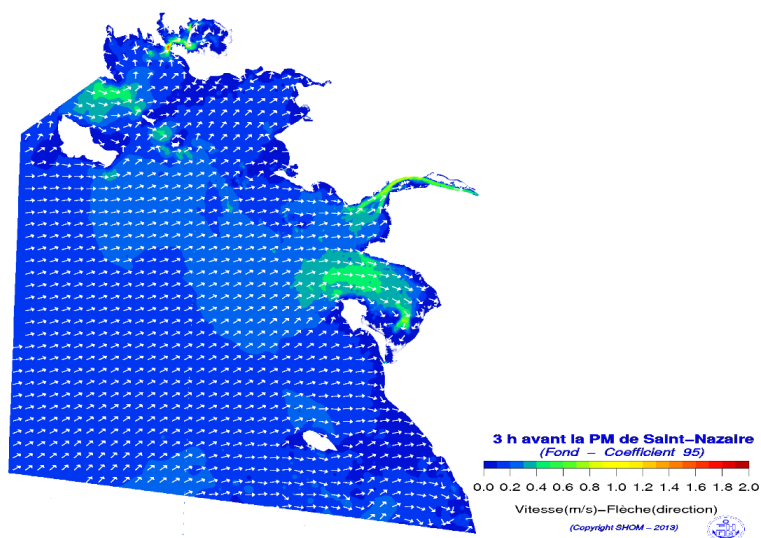 3 h avant la PM de Saint-Nazaire
(Fond - Coefficient 95)
0.0 0.2 0.4 0.6 0.8 1.0 1.2 1.4 1.6 1.8 2.0
Vitesse(m/s)-Flèche(direction)
(Copyright SHOM - 2013)